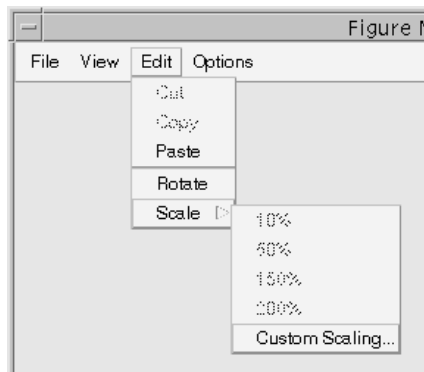 Figure
File View Edit Options
Cut
Copy
Paste
Rotate
Scale
10%
50%
150%
200%
Custom Scaling...